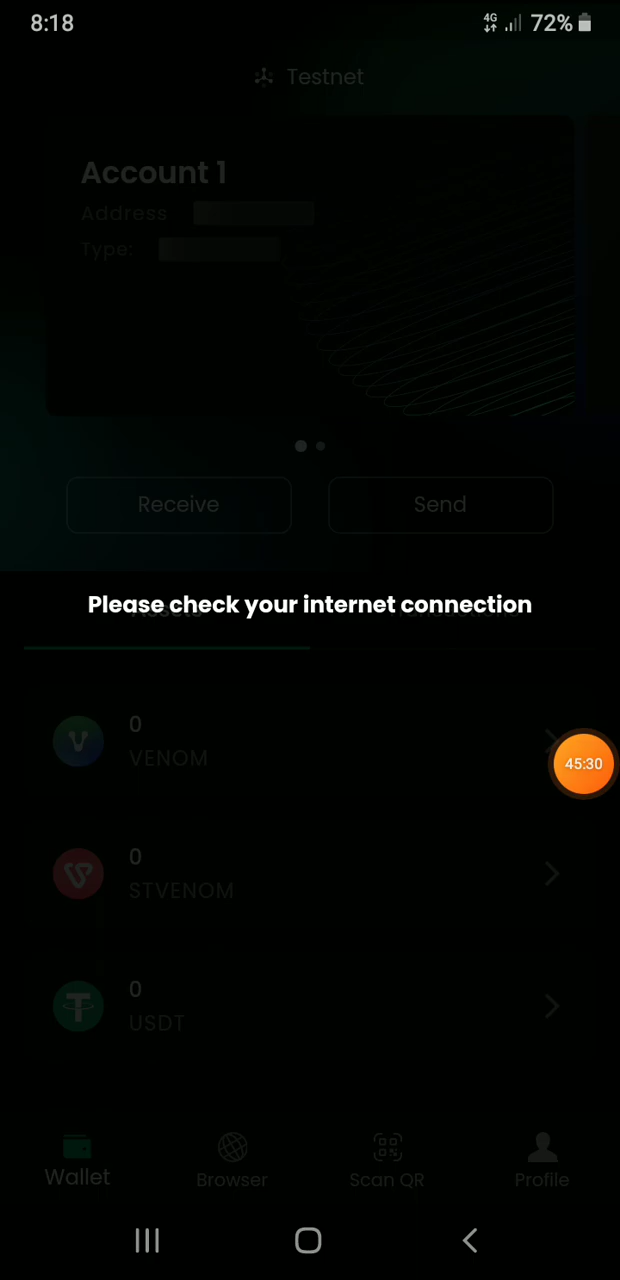 8:18
4G
72%
Testnet
Account 1
Address
Type:
Receive
Send
Please check your internet connection
Assets
0
VENOM
45:30
0
STVENOM
0
USDT
Wallet
Browser
Scan QR
Profile